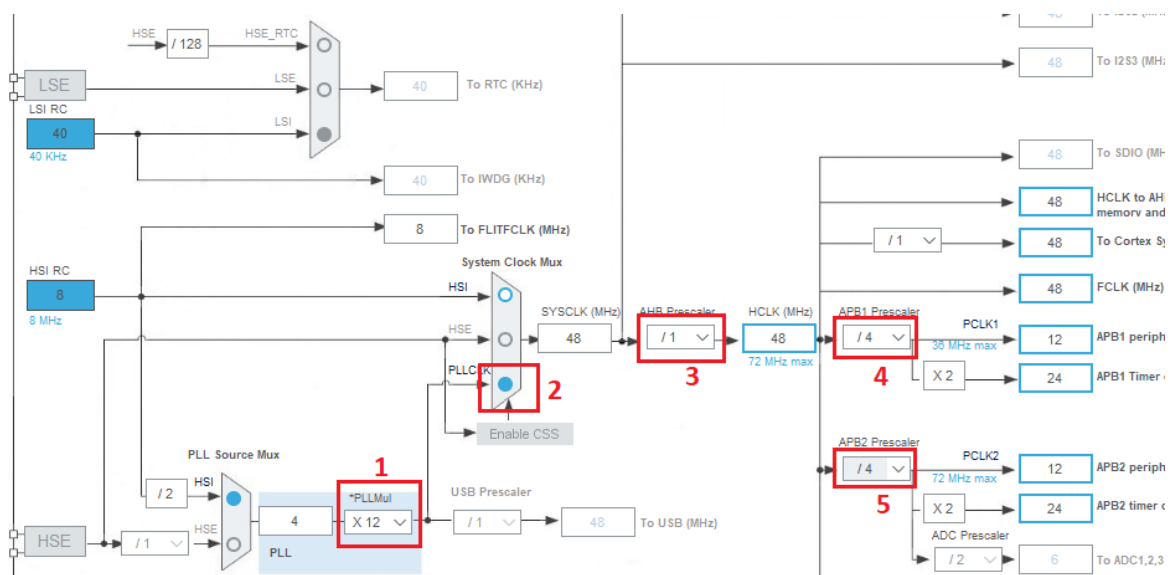 HSE
/ 128
HSE_RTC
To I2S3 (MHz
48
LSE
LSE
40
To RTC (KHz)
LSI RC
40
40 KHz
LSI
48
To SDIO (MH
40
To IWDG (KHz)
48
HCLK to AHB
memory and
8
To FLITFCLK (MHz)
/ 1
48
To Cortex Sy
System Clock Mux
HSI RC
8
8 MHz
HSI
48
FCLK (MHz)
SYSCLK (MHz)
AHB Prescaler
HCLK (MHz)
APB1 Prescaler
HSE
48
/ 1
48
72 MHz max
/ 4
PCLK1
36 MHz max
12
APB1 periph
PLLCLK
2
3
4
X 2
24
APB1 Timer
Enable CSS
APB2 Prescaler
PLL Source Mux
1
/ 4
PCLK2
72 MHz max
12
APB2 periph
/ 2
HSI
*PLLMul
5
4
X 12
USB Prescaler
/ 1
48
To USB (MHz)
X 2
24
APB2 timer
HSE
/ 1
HSE
PLL
ADC Prescaler
/ 2
6
To ADC1,2,3